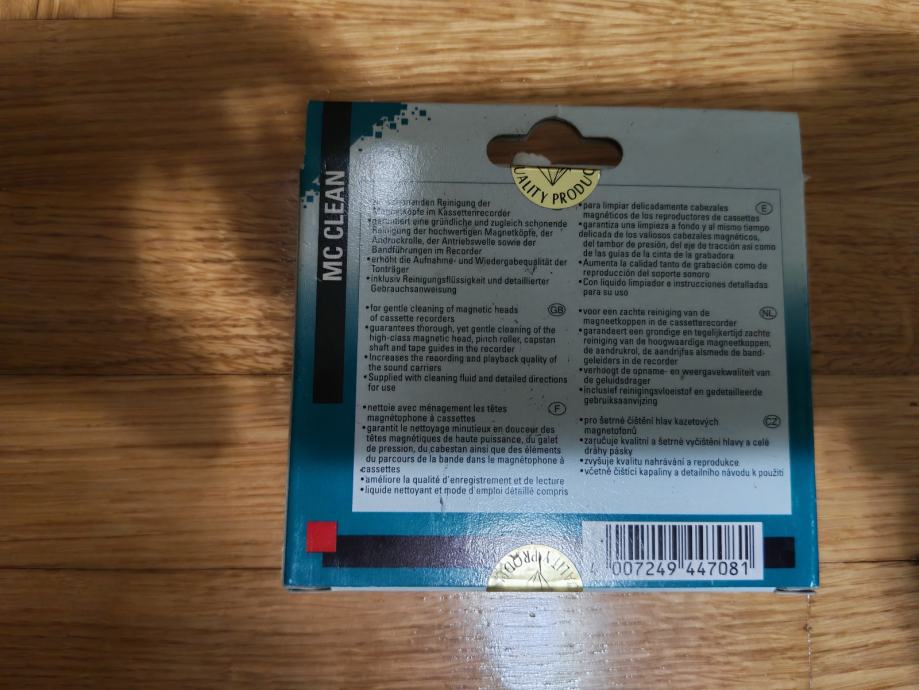 MC CLEAN
QUALITY PRODUC
Reinigung der
Magnetköpfe im Kassettenrecorder
•garantiert eine gründliche und zugleich schonende
Reinigung der hochwertigen Magnetköpfe, der
Andruckrolle, der Antriebswelle sowie der
Bandführungen im Recorder
•erhöht die Aufnahme- und Wiedergabequalität der
Tonträger
•inklusiv Reinigungsflüssigkeit und detaillierter
Gebrauchsanweisung
•for gentle cleaning of magnetic heads
of cassette recorders
GB
•guarantees thorough, yet gentle cleaning of the
high-class magnetic head, pinch roller, capstan
shaft and tape guides in the recorder
•Increases the reaording and playback quality of
the sound carriers
•Supplied with cleaning fluid and detailed directions
for use
•nettoie avec ménagement les têtes
magnétophone à cassettes
F
•garantit le nettoyage minutieux en douceur des
têtes magnétiques de haute puissance, du galet
de pression, du cabestan ainsi que des éléments
du parcours de la bande dans le magnétophone à
cassettes
•améliore la qualité d'enregistrement et de lecture
•liquide nettoyant et mode d'emploi détaillé compris
•para limpiar delicadamente cabezales
magnéticos de los reproductores de cassettes
E
•garantiza una limpieza a fondo y al mismo tiempo
delicada de los valiosos cabezales magnéticos,
del tambor de presión, del eje de tracción asi como
de las guías de la cinta de la grabadora
•Aumenta la calidad tanto de grabación como de
reproducción del soporte sonoro
•Con líquido limpiador e instrucciones detalladas
para su uso
•voor een zachte reiniging van de
magneetkoppen in de cassetterecorder
NL
•garandeert een grondige en tegelijkertijd zachte
reiniging van de hoogwaardige magneetkoppen,
de aandrukrol, de aandrijfas alsmede de band-
geleiders in de recorder
•verhoogt de opname- en weergavekwaliteit van
de geluidsdrager
•inclusief reinigingsvloeistof en gedetailleerde
gebruiksaanwijzing
•pro šetrné čištění hlav kazetových
magnetofonů
CZ
•zaručuje kvalitní a šetrné vyčištění hlavy a celé
dráhy pásky
•zvyšuje kvalitu nahrávání a reprodukce
•včetně čisticí kapaliny a detailního návodu k použití
ALITY PROD
4 007249 447081